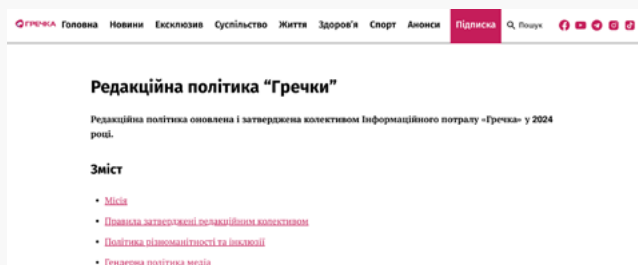 ГРЕЧКА Головна Новини Ексклюзив Суспільство Життя Здоров'я Спорт Анонси Підписка Пошук
Редакційна політика “Гречки”
Редакційна політика оновлена і затверджена колективом Інформаційного потралу «Гречка» у 2024
році.
Зміст
• Місія
• Правила затверджені редакційним колективом
• Політика різноманітності та інклюзії
• Гендерна політика медіа